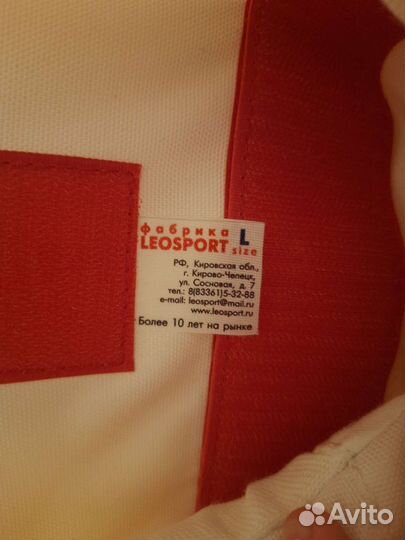 фабрика
LEOSPORT
L
size
РФ, Кировская обл.,
г. Кирово-Чепецк,
ул. Сосновая, д. 7
тел.: 8(83361)5-32-88
e-mail: leosport@mail.ru
www.leosport.ru
Более 10 лет на рынке
Avito